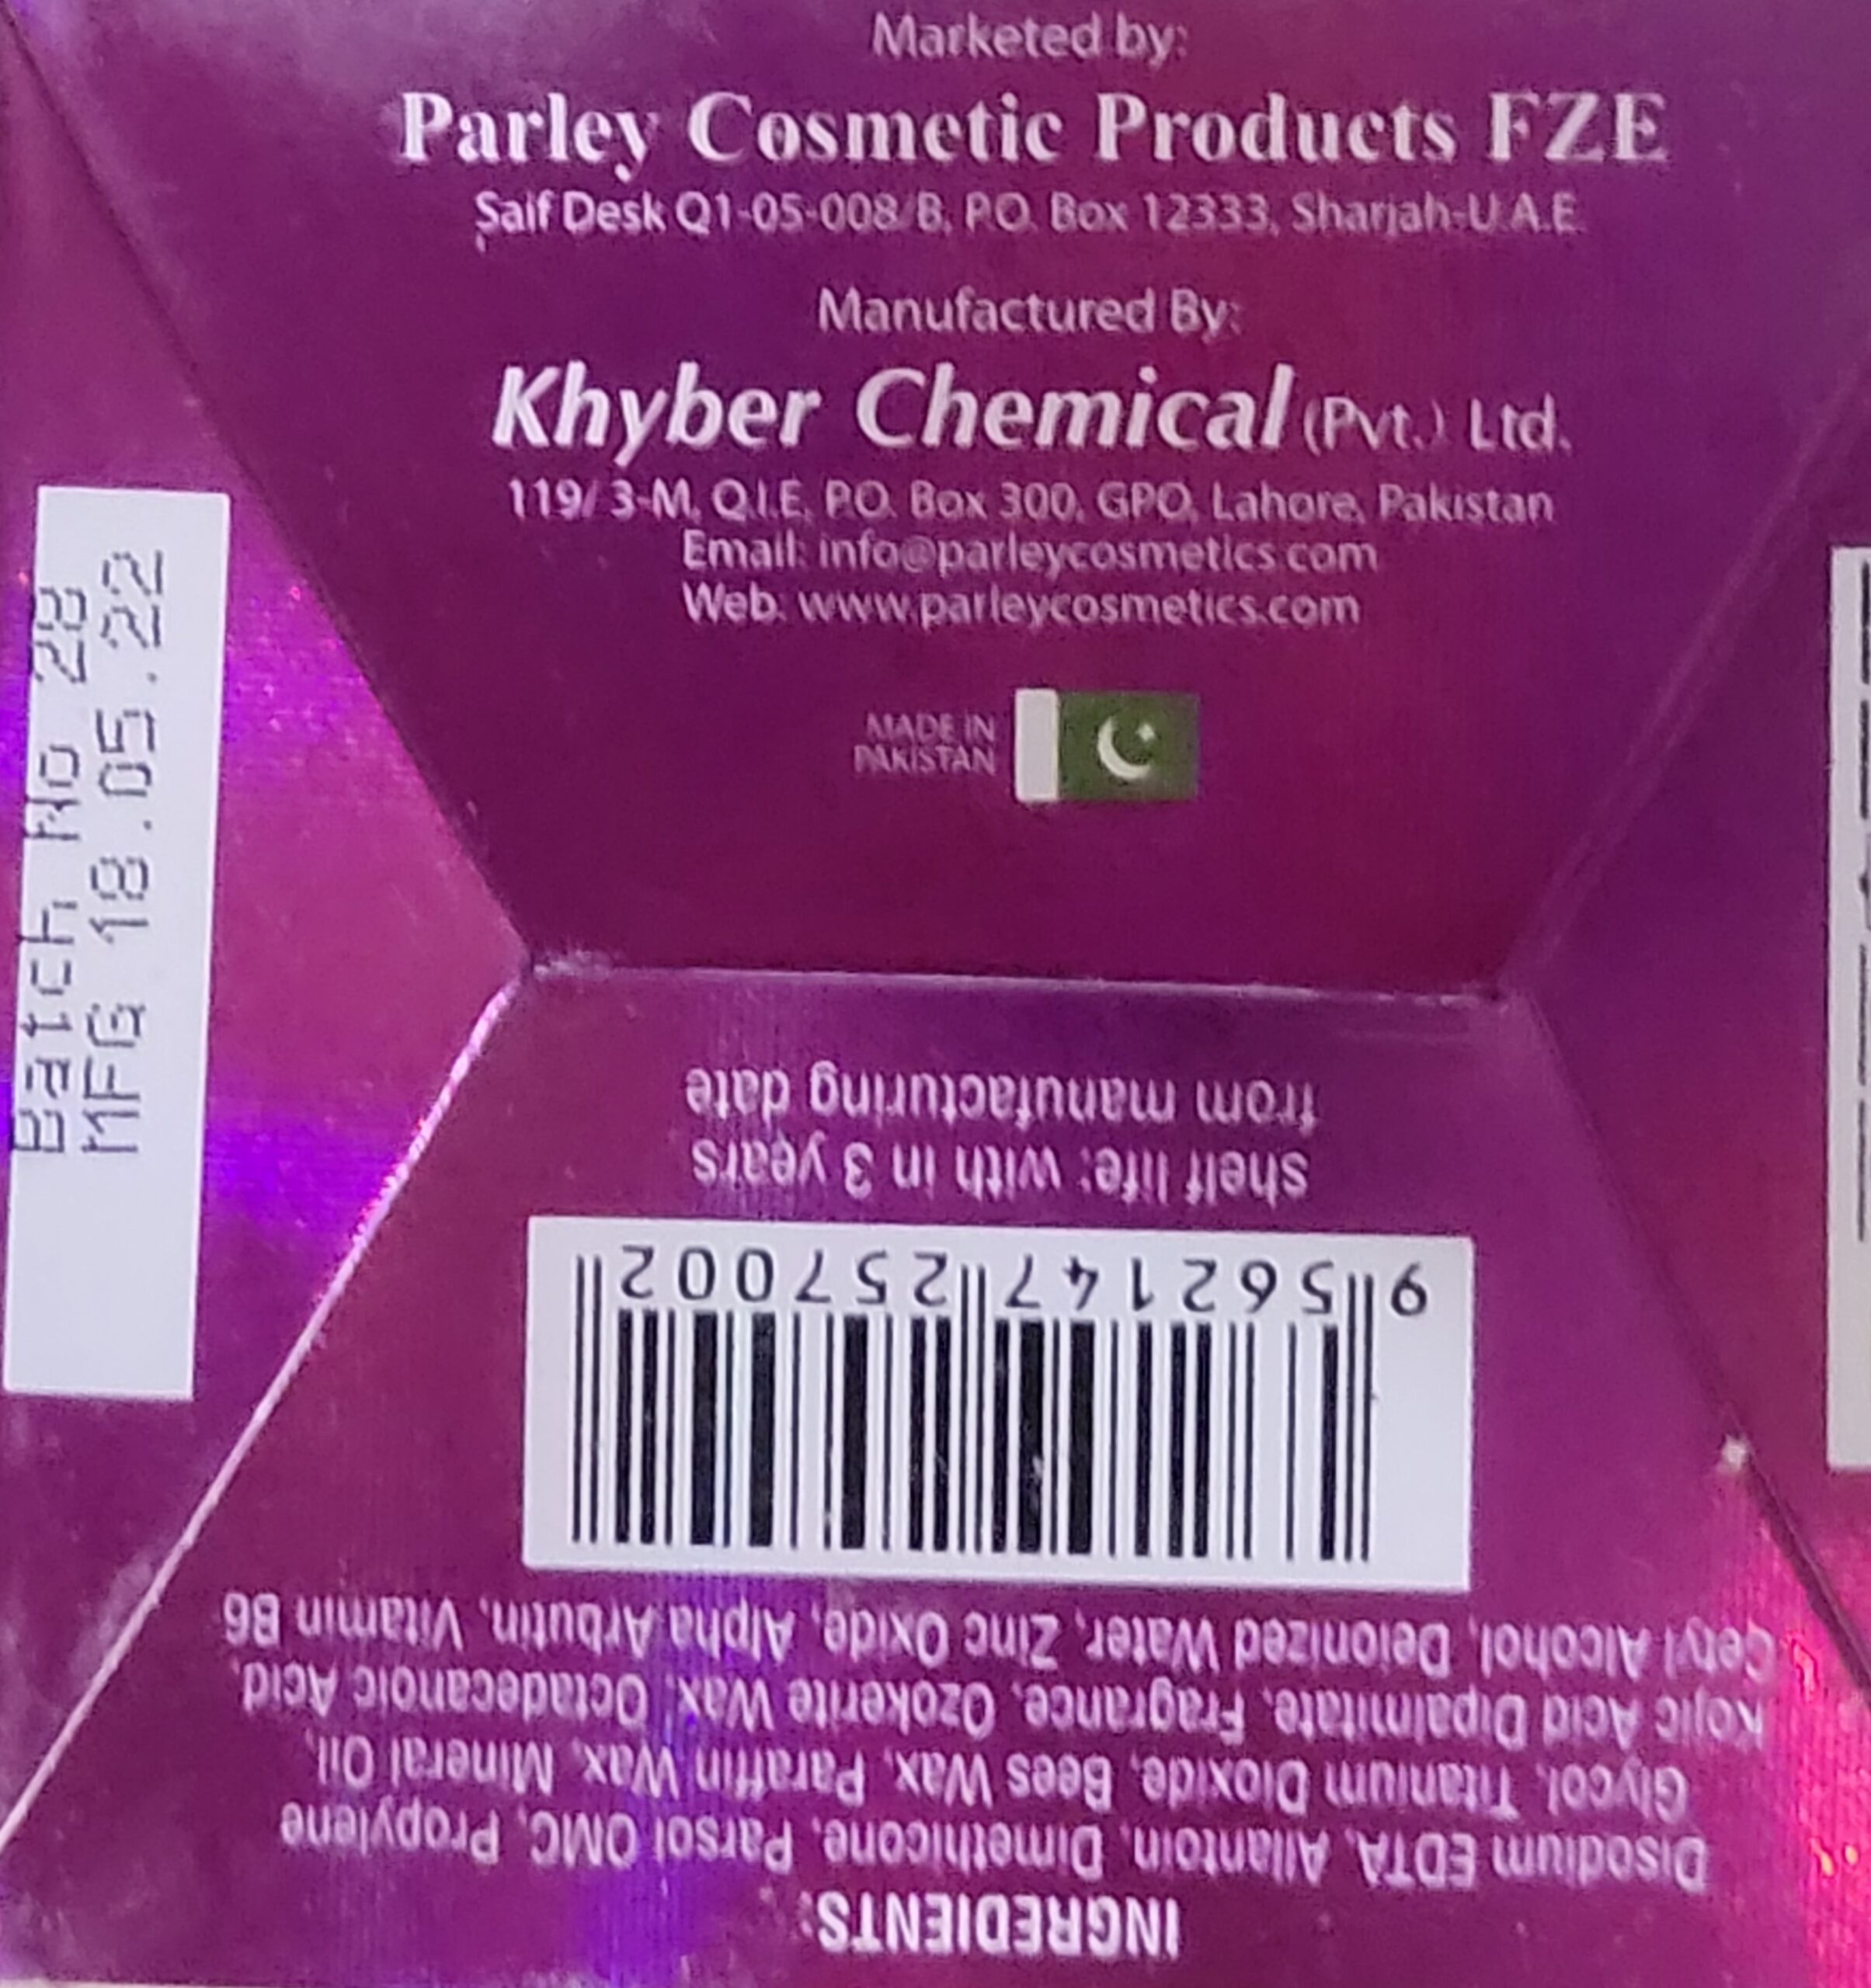 Marketed by:
Parley Cosmetic Products FZE
Saif Desk Q1-05-008/B, P.O. Box 12333, Sharjah-U.A.E.
Manufactured By:
Khyber Chemical (Pvt.) Ltd.
119/ 3-M, Q.I.E, P.O. Box 300, GPO, Lahore, Pakistan
Email: info@parleycosmetics.com
Web: www.parleycosmetics.com
MADE IN
PAKISTAN
Batch No 28
MFG 18.05.22
INGREDIENTS:
Disodium EDTA, Allantoin, Dimethicone, Parsol OMC, Propylene
Glycol, Titanium Dioxide, Bees Wax, Paraffin Wax, Mineral Oil,
Kojic Acid Dipalmitate, Fragrance, Ozokerite Wax, Octadecanoic Acid,
Cetyl Alcohol, Deionized Water, Zinc Oxide, Alpha Arbutin, Vitamin B6
9 562147 257002
shelf life: with in 3 years
from manufacturing date